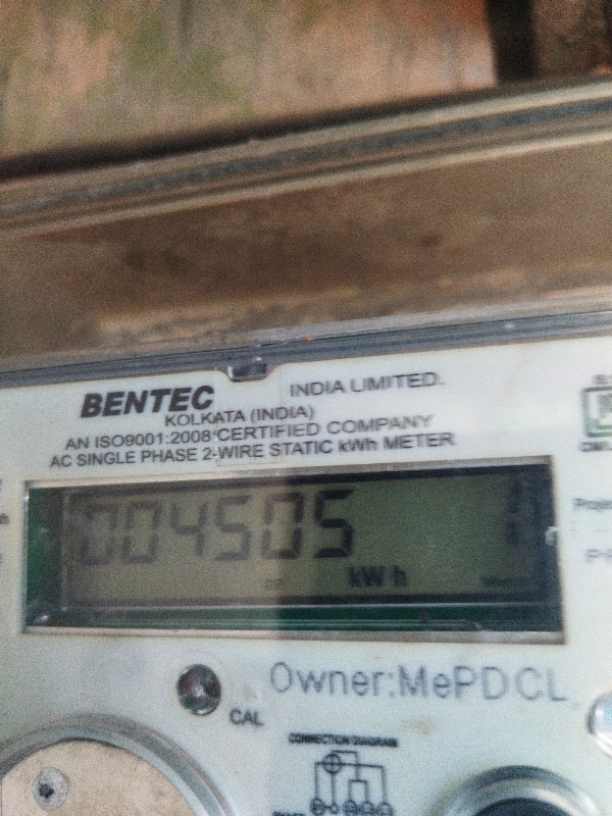 BENTEC INDIA LIMITED.
KOLKATA (INDIA)
AN ISO9001:2008 CERTIFIED COMPANY
AC SINGLE PHASE 2-WIRE STATIC kWh METER
004505
kW h
Owner:MePDCL
CAL
CONNECTION DIAGRAM